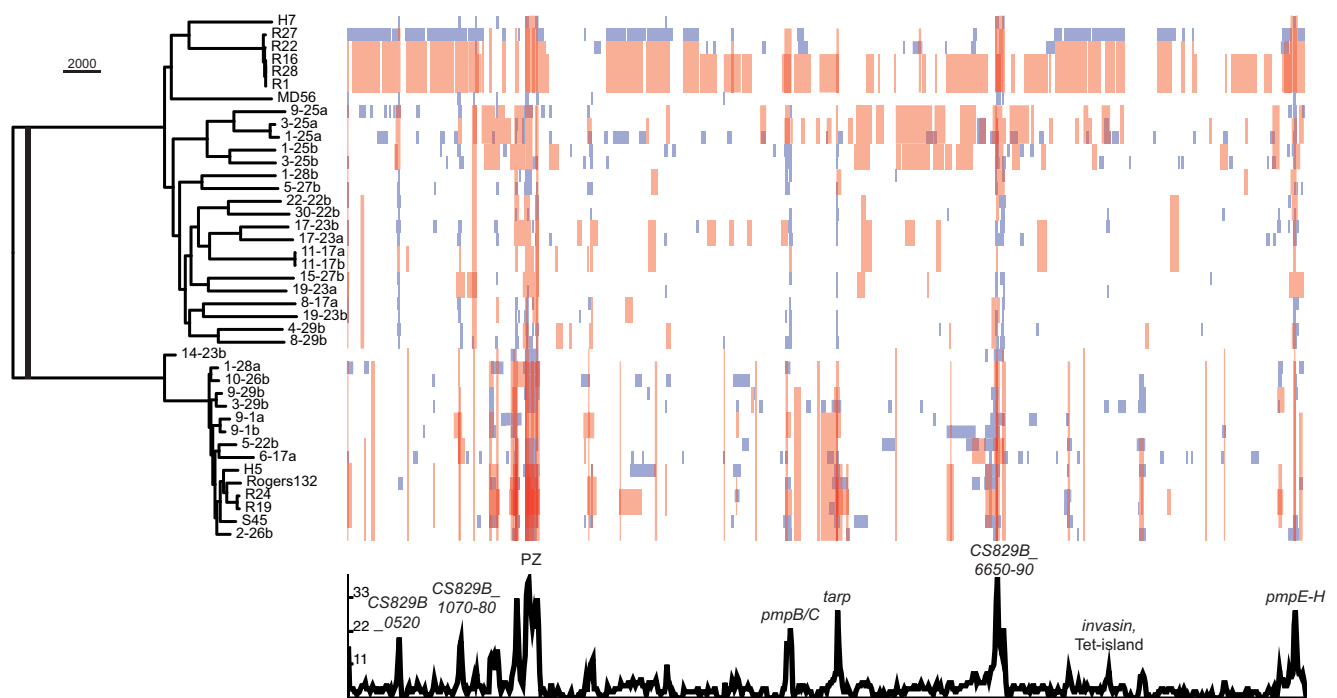 H7
R27
R22
R16
R28
R1
2000
MD56
9-25a
3-25a
1-25a
1-25b
3-25b
1-28b
5-27b
22-22b
30-22b
17-23b
17-23a
11-17a
11-17b
15-27b
19-23a
8-17a
19-23b
4-29b
8-29b
14-23b
1-28a
10-26b
9-29b
3-29b
9-1a
9-1b
5-22b
6-17a
H5
Rogers132
R24
R19
S45
2-26b
PZ
CS829B_
6650-90
CS829B
_0520
CS829B_
1070-80
pmpB/C
tarp
invasin,
Tet-island
pmpE-H
33
22
11